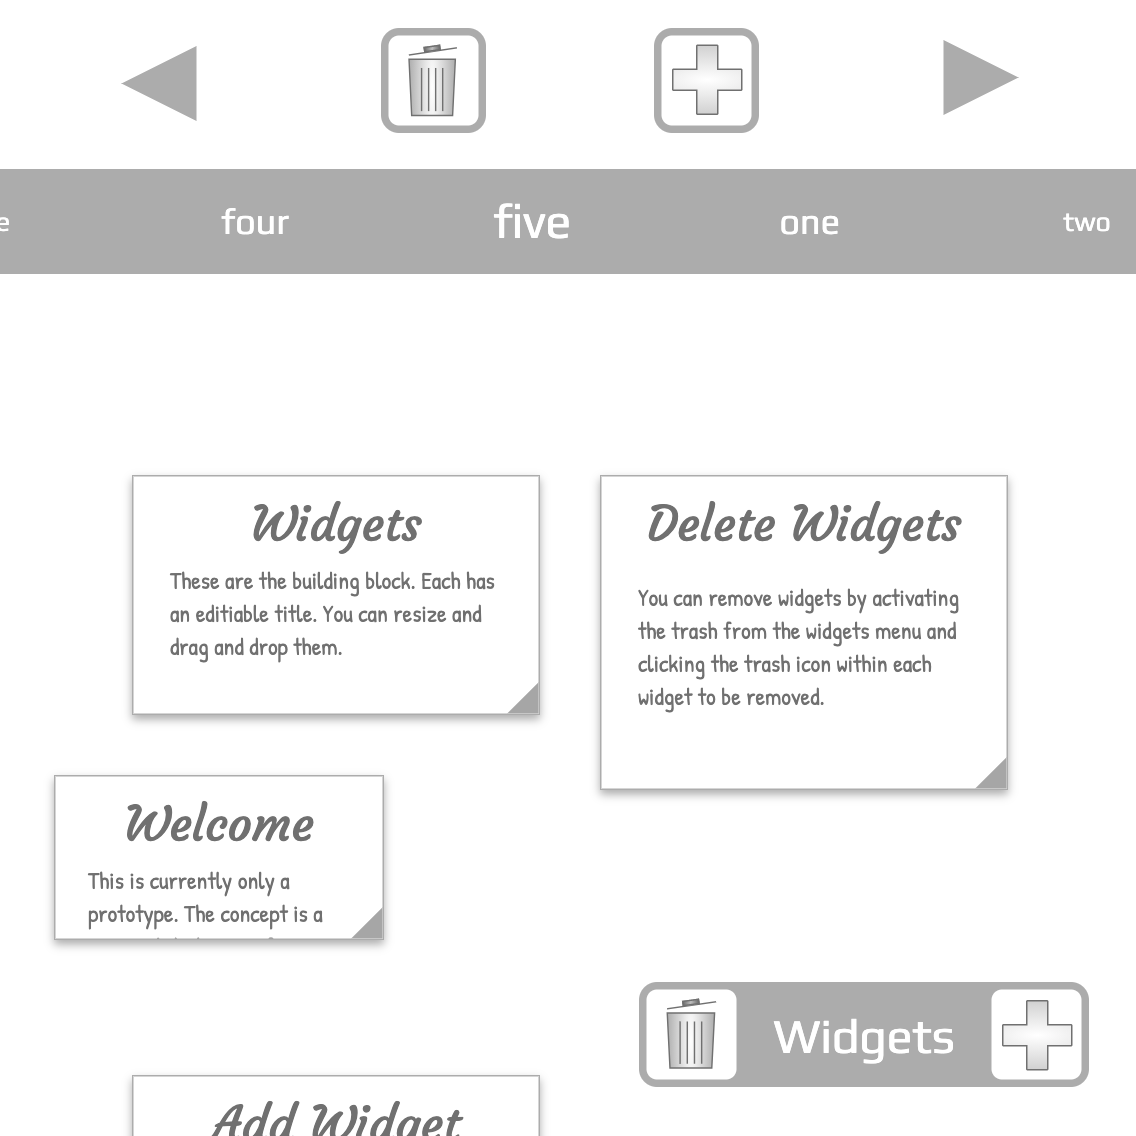 four five one two
Widgets
These are the building block. Each has
an editiable title. You can resize and
drag and drop them.
Delete Widgets
You can remove widgets by activating
the trash from the widgets menu and
clicking the trash icon within each
widget to be removed.
Welcome
This is currently only a
prototype. The concept is a
Widgets
Add Widget